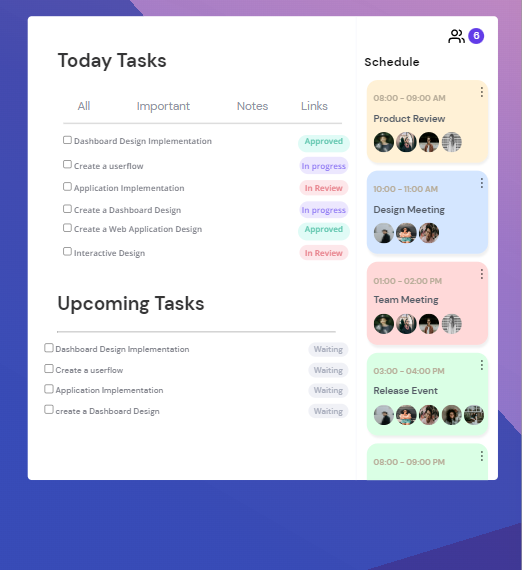 6
Today Tasks
All Important Notes Links
Dashboard Design Implementation Approved
Create a userflow In progress
Application Implementation In Review
Create a Dashboard Design In progress
Create a Web Application Design Approved
Interactive Design In Review
Upcoming Tasks
Dashboard Design Implementation Waiting
Create a userflow Waiting
Application Implementation Waiting
create a Dashboard Design Waiting
Schedule
08:00 - 09:00 AM
Product Review
10:00 - 11:00 AM
Design Meeting
01:00 - 02:00 PM
Team Meeting
03:00 - 04:00 PM
Release Event
08:00 - 09:00 PM